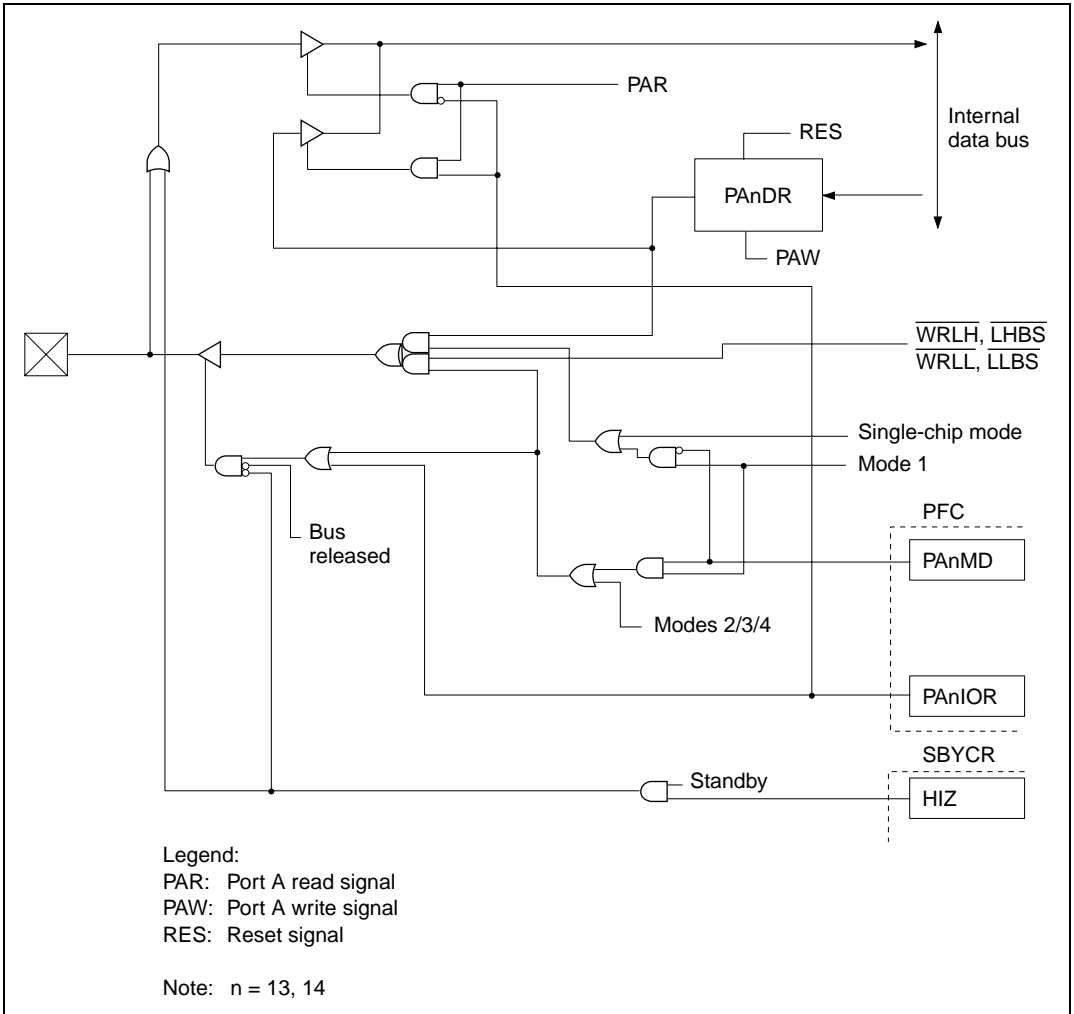 PAR
Internal
data bus
RES
PAnDR
PAW
WRLH, LHBS
WRLL, LLBS
Single-chip mode
Mode 1
Bus
released
PFC
PAnMD
Modes 2/3/4
PAnIOR
SBYCR
Standby
HIZ
Legend:
PAR: Port A read signal
PAW: Port A write signal
RES: Reset signal
Note: n = 13, 14